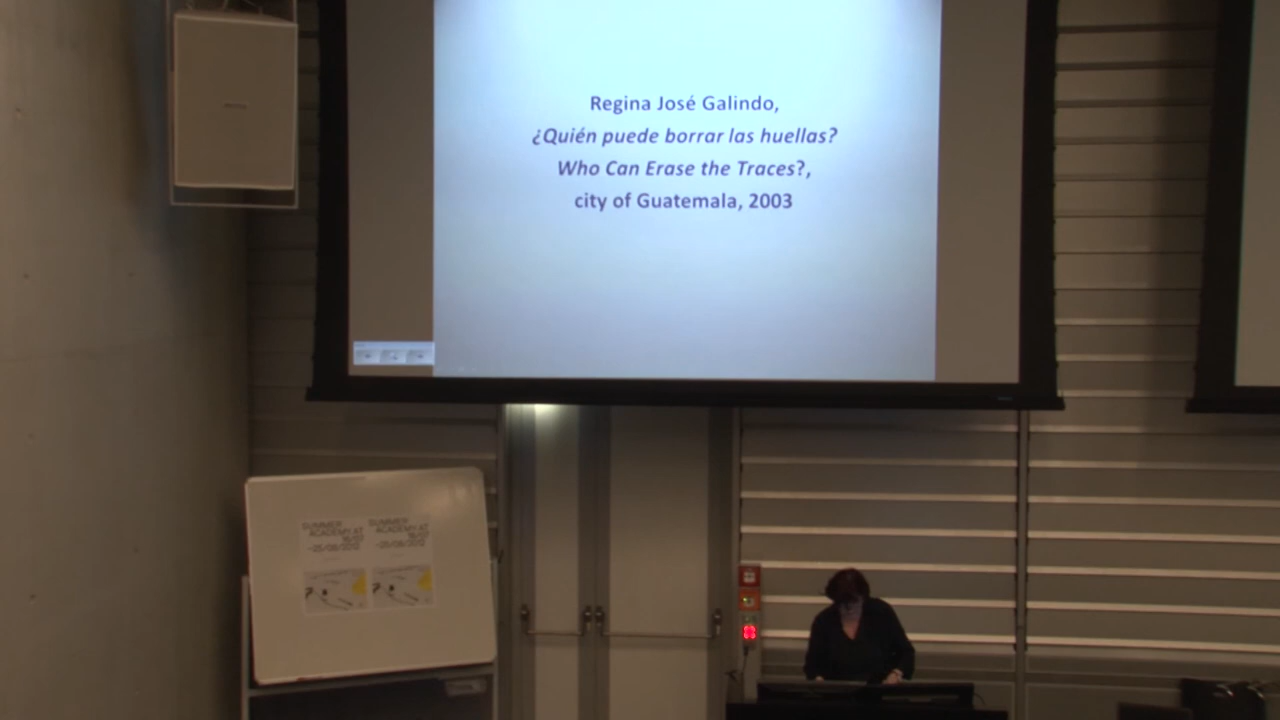 Regina José Galindo,
¿Quién puede borrar las huellas?
Who Can Erase the Traces?,
city of Guatemala, 2003
SUMMER
ACADEMY AT
SUMMER
ACADEMY AT